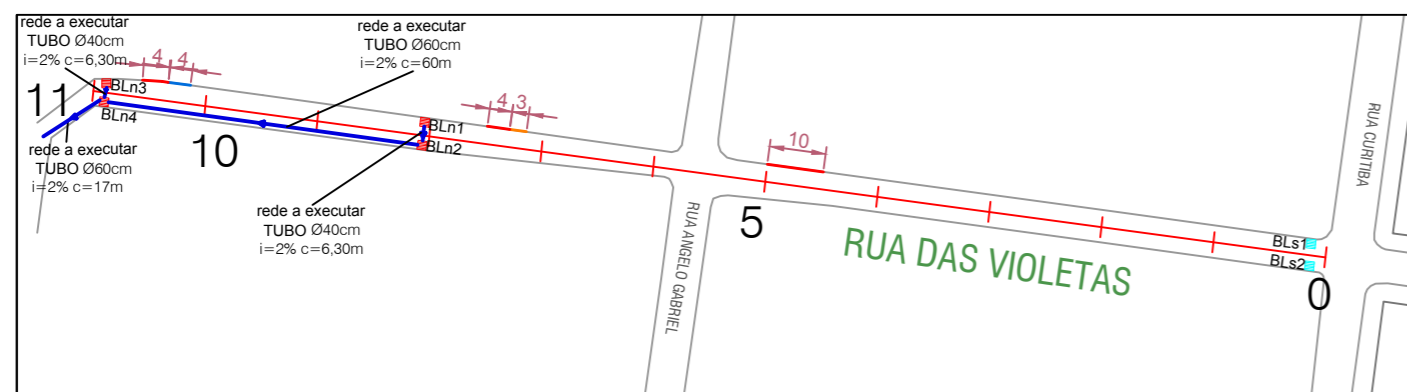 rede a executar
TUBO Ø40cm
i=2% c=6,30m
rede a executar
TUBO Ø60cm
i=2% c=60m
4
4
BLn3
11
BLn4
4
3
BLn1
BLn2
10
rede a executar
TUBO Ø60cm
i=2% c=17m
10
rede a executar
TUBO Ø40cm
i=2% c=6,30m
RUA ANGELO GABRIEL
5
RUA DAS VIOLETAS
RUA CURITIBA
BLs1
BLs2
0